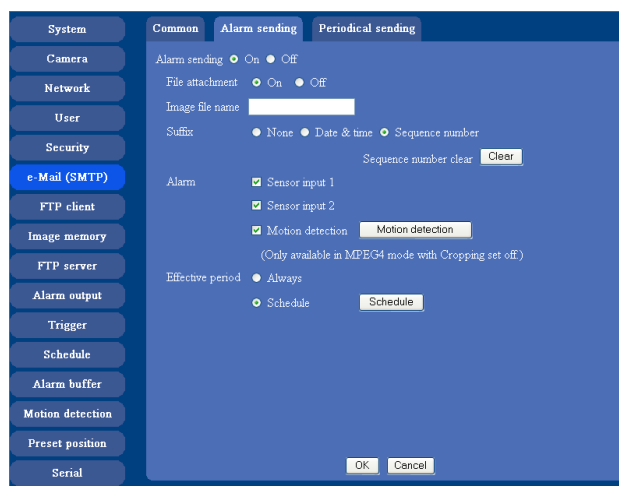 System
Camera
Network
User
Security
e-Mail (SMTP)
FTP client
Image memory
FTP server
Alarm output
Trigger
Schedule
Alarm buffer
Motion detection
Preset position
Serial
Common Alarm sending Periodical sending
Alarm sending On Off
File attachment On Off
Image file name
Suffix None Date & time Sequence number
Sequence number clear Clear
Alarm Sensor input 1
Sensor input 2
Motion detection Motion detection
(Only available in MPEG4 mode with Cropping set off.)
Effective period Always
Schedule Schedule
OK Cancel